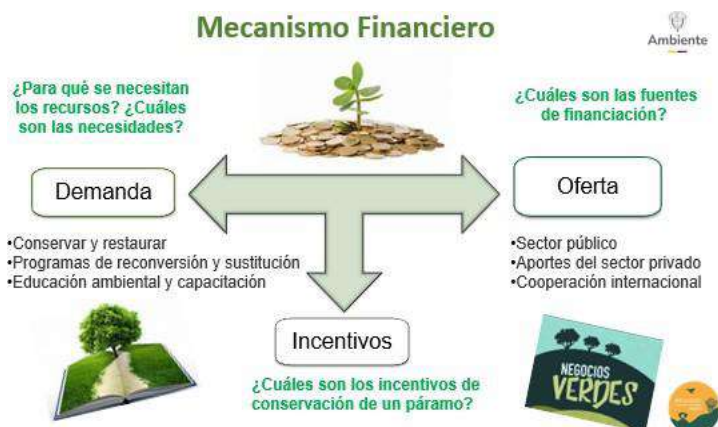 Mecanismo Financiero
Ambiente
¿Para qué se necesitan
los recursos? ¿Cuáles
son las necesidades?
¿Cuáles son las fuentes
de financiación?
Demanda
Oferta
•Conservar y restaurar
•Programas de reconversión y sustitución
•Educación ambiental y capacitación
•Sector público
•Aportes del sector privado
•Cooperación internacional
Incentivos
¿Cuáles son los incentivos de
conservación de un páramo?
NEGOCIOS
VERDES